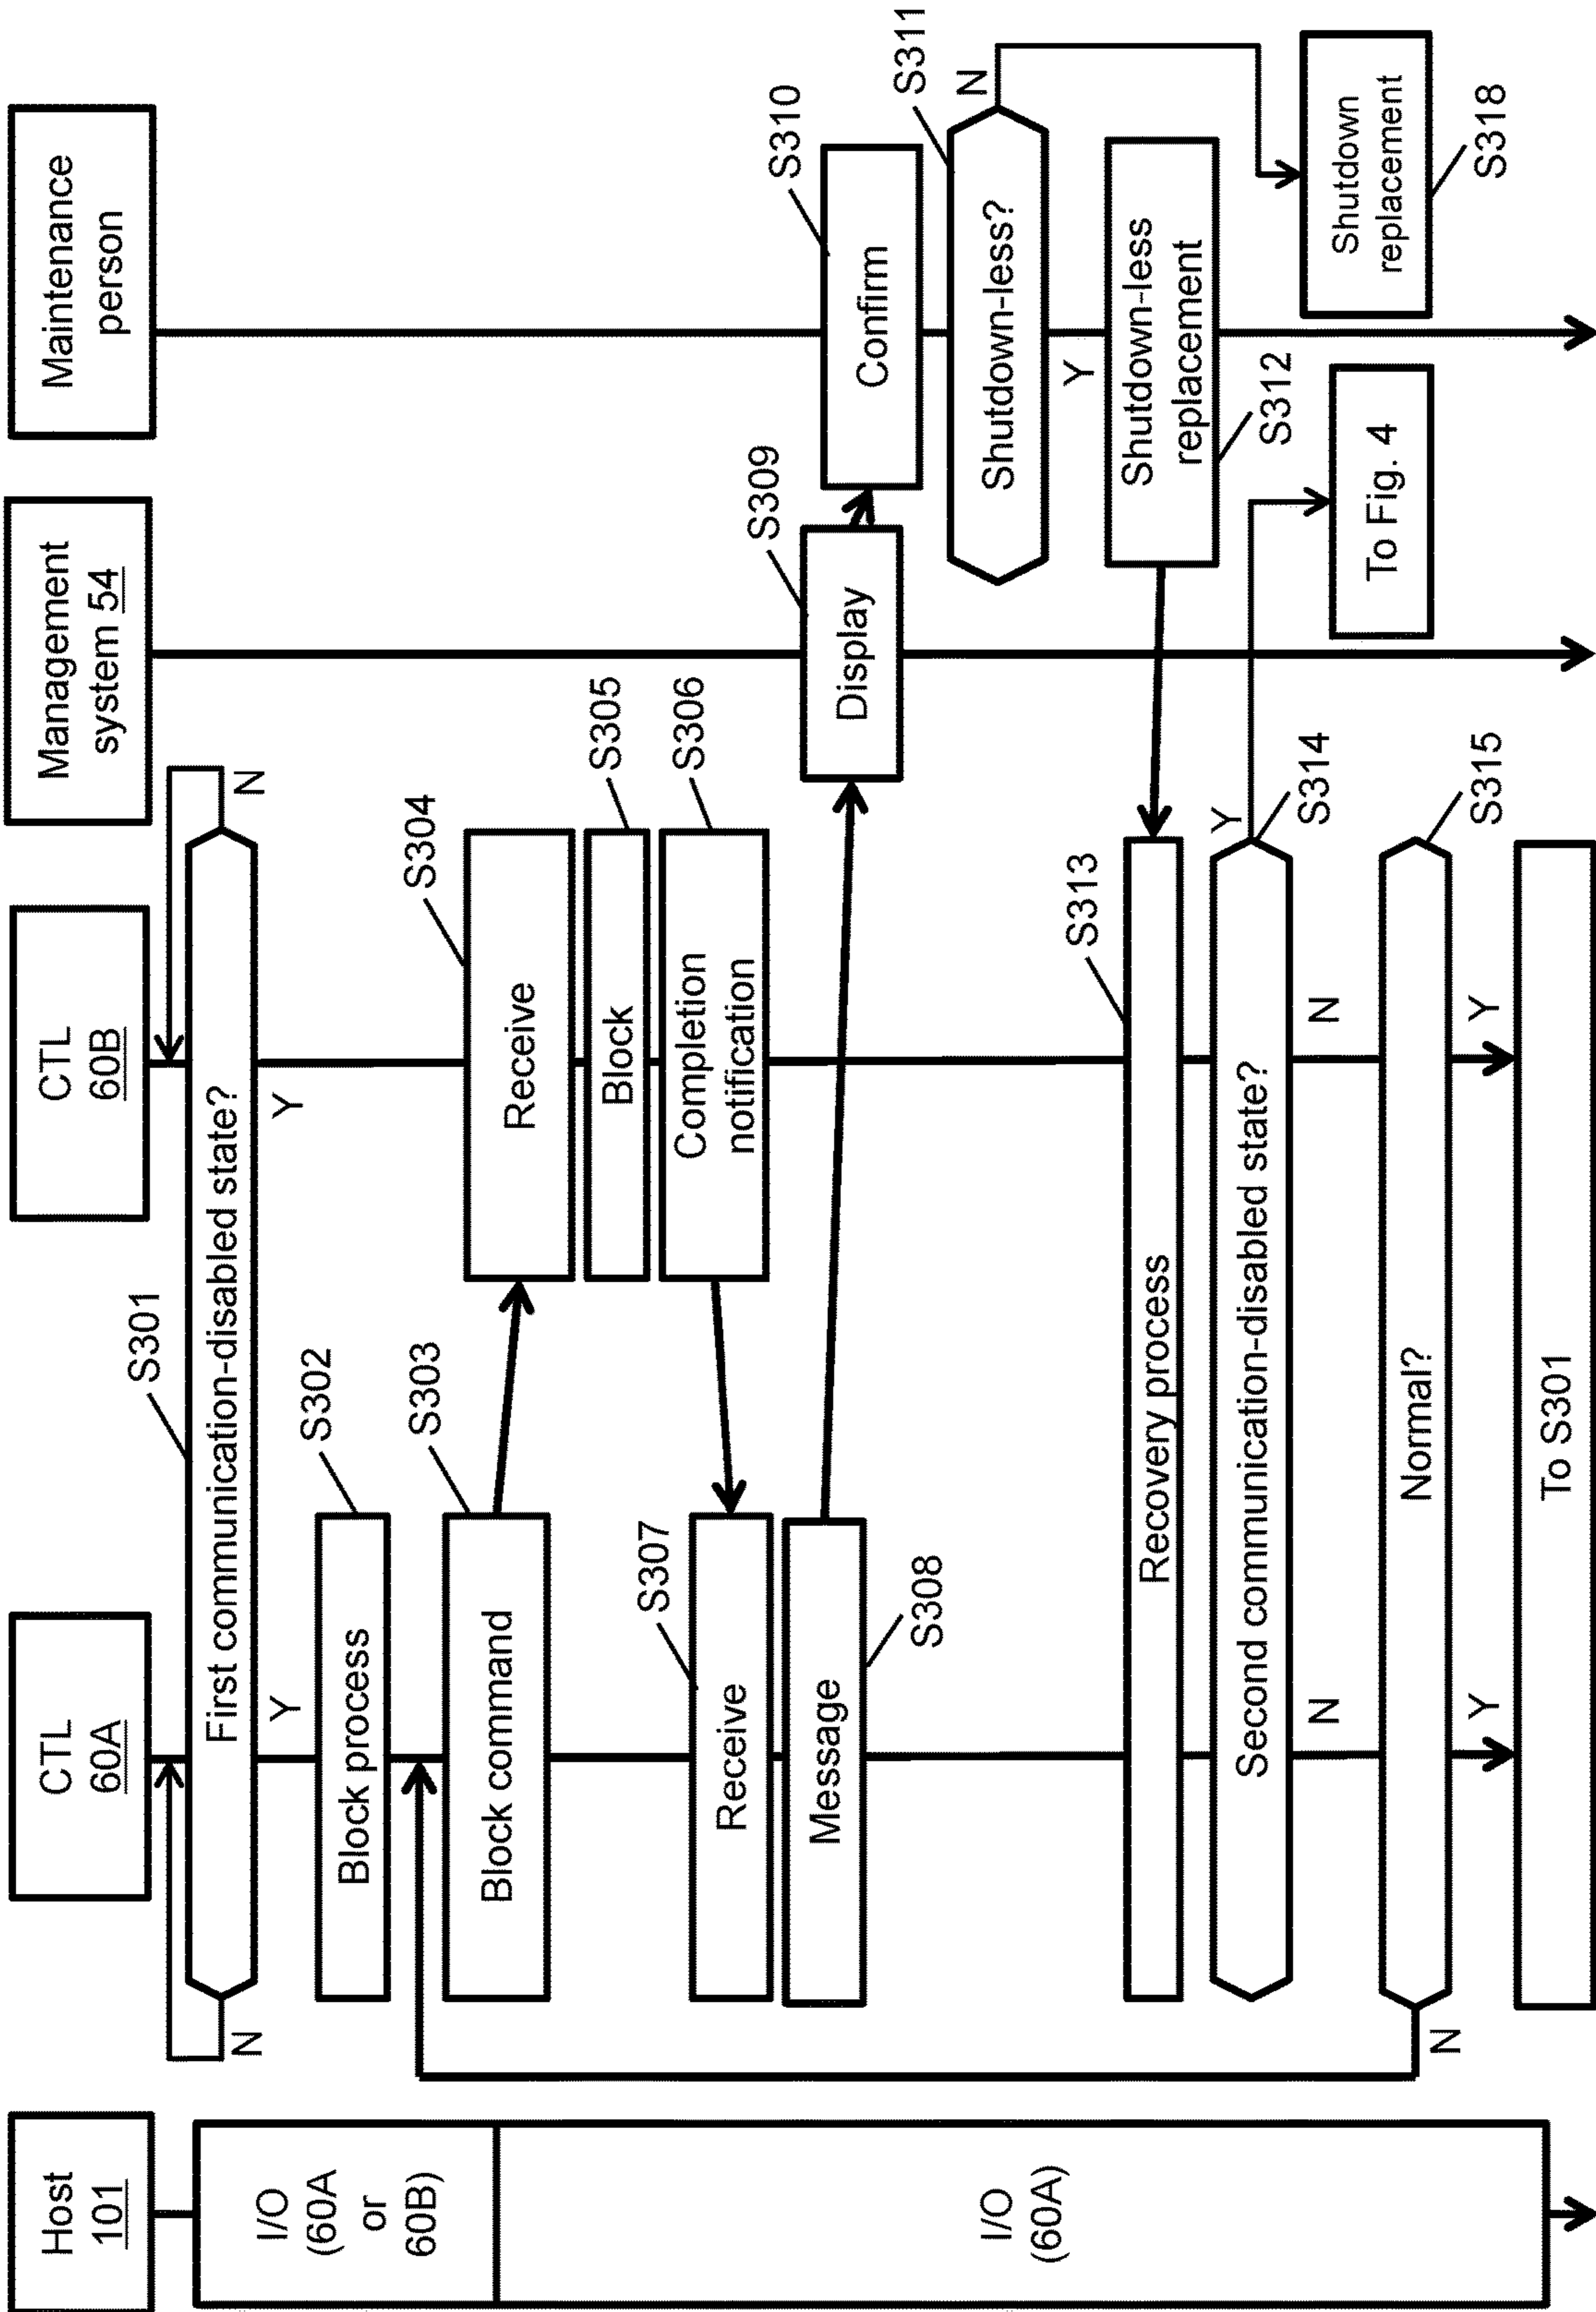 Host
101
CTL
60A
CTL
60B
Management
system 54
Maintenance
person
I/O
(60A
or
60B)
I/O
(60A)
S301
First communication-disabled state?
N
N
Y
Y
S302
Block process
S303
Block command
S304
Receive
S305
Block
S306
Completion
notification
S307
Receive
S308
Message
S309
Display
S310
Confirm
S311
Shutdown-less?
N
Y
Shutdown-less
replacement
S312
Shutdown
replacement
S318
S313
Recovery process
Second communication-disabled state?
Y
S314
To Fig. 4
N
N
Normal?
S315
N
Y
Y
To S301